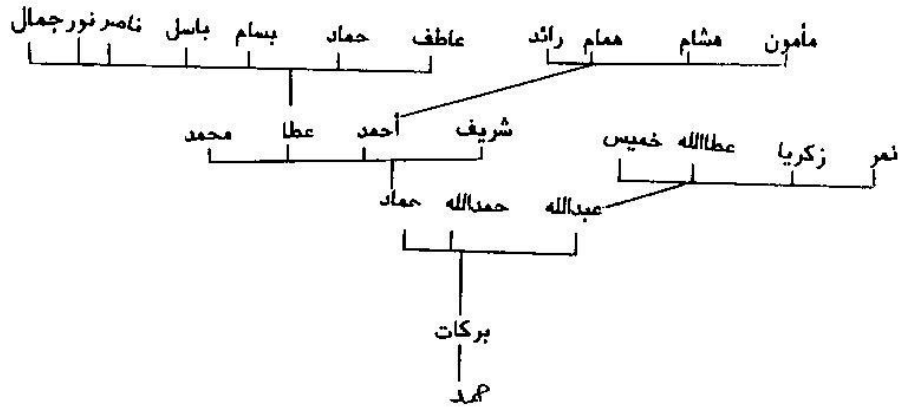 مأمون هشام همام رائد عاطف حماد بسام باسل ناصر نور جمال
شريف أحمد عطا محمد
نمر زكريا عطاالله خميس
عبدالله حمدالله حماد
بركات
حمد